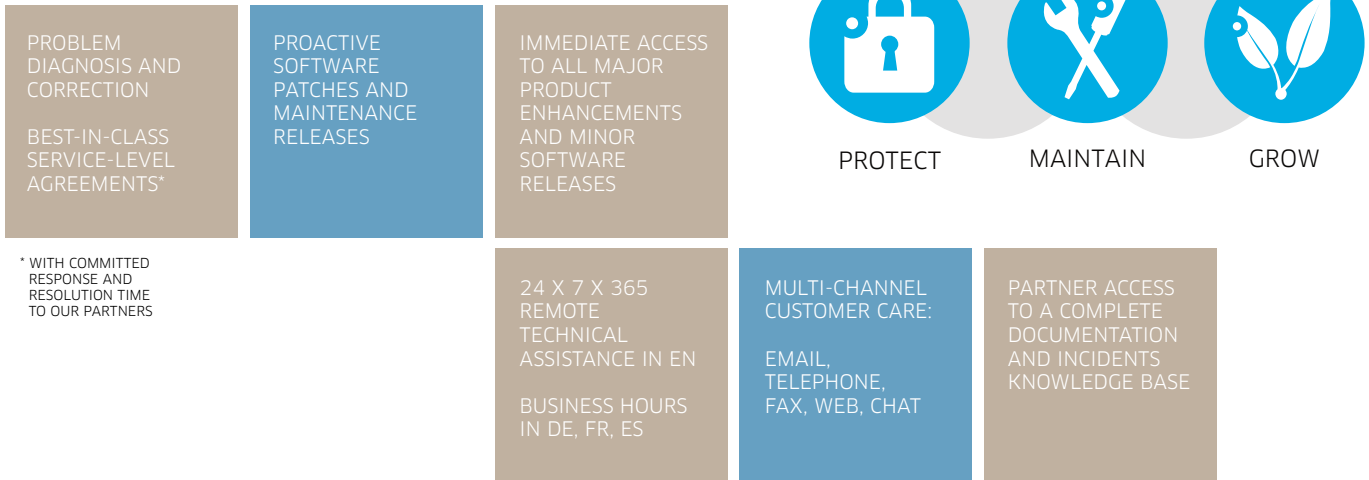 PROBLEM
DIAGNOSIS AND
CORRECTION
BEST-IN-CLASS
SERVICE-LEVEL
AGREEMENTS*
PROACTIVE
SOFTWARE
PATCHES AND
MAINTENANCE
RELEASES
IMMEDIATE ACCESS
TO ALL MAJOR
PRODUCT
ENHANCEMENTS
AND MINOR
SOFTWARE
RELEASES
PROTECT
MAINTAIN
GROW
* WITH COMMITTED
RESPONSE AND
RESOLUTION TIME
TO OUR PARTNERS
24 X 7 X 365
REMOTE
TECHNICAL
ASSISTANCE IN EN
BUSINESS HOURS
IN DE, FR, ES
MULTI-CHANNEL
CUSTOMER CARE:
EMAIL,
TELEPHONE,
FAX, WEB, CHAT
PARTNER ACCESS
TO A COMPLETE
DOCUMENTATION
AND INCIDENTS
KNOWLEDGE BASE